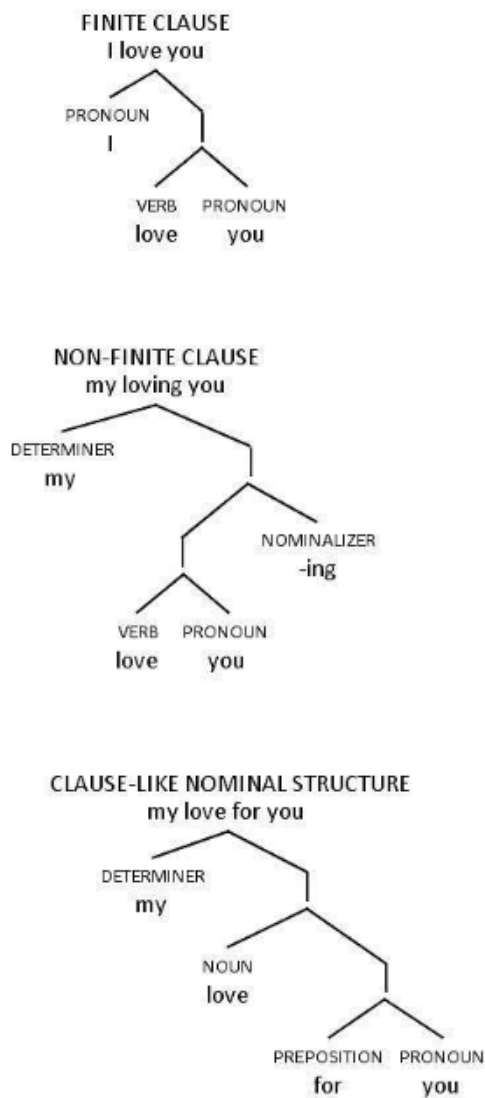 FINITE CLAUSE
I love you
PRONOUN
I
VERB PRONOUN
love you
NON-FINITE CLAUSE
my loving you
DETERMINER
my
NOMINALIZER
-ing
VERB PRONOUN
love you
CLAUSE-LIKE NOMINAL STRUCTURE
my love for you
DETERMINER
my
NOUN
love
PREPOSITION PRONOUN
for you